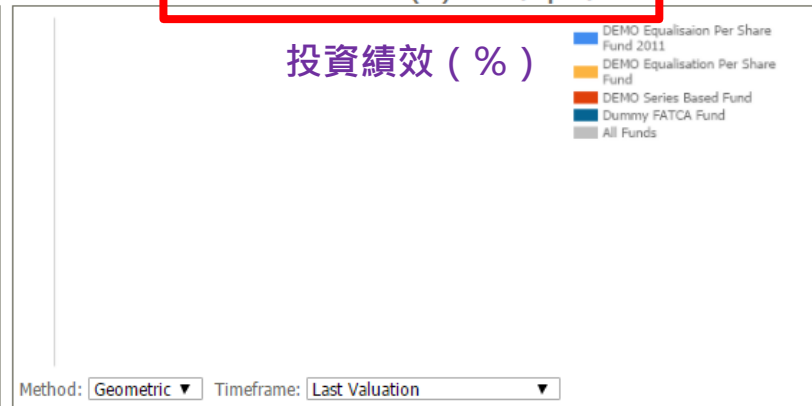 投資績效（%）
DEMO Equalisaion Per Share
Fund 2011
DEMO Equalisation Per Share
Fund
DEMO Series Based Fund
Dummy FATCA Fund
All Funds
Method: Geometric ▼ Timeframe: Last Valuation ▼